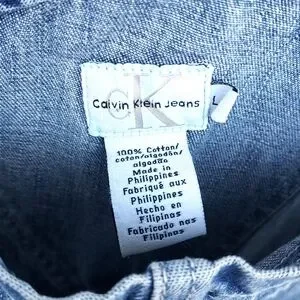 CK
Calvin Klein Jeans
L
100% Cotton/
coton/algodón/
algodão
Made in
Philippines
Fabriqué aux
Philippines
Hecho en
Filipinas
Fabricado nas
Filipinas